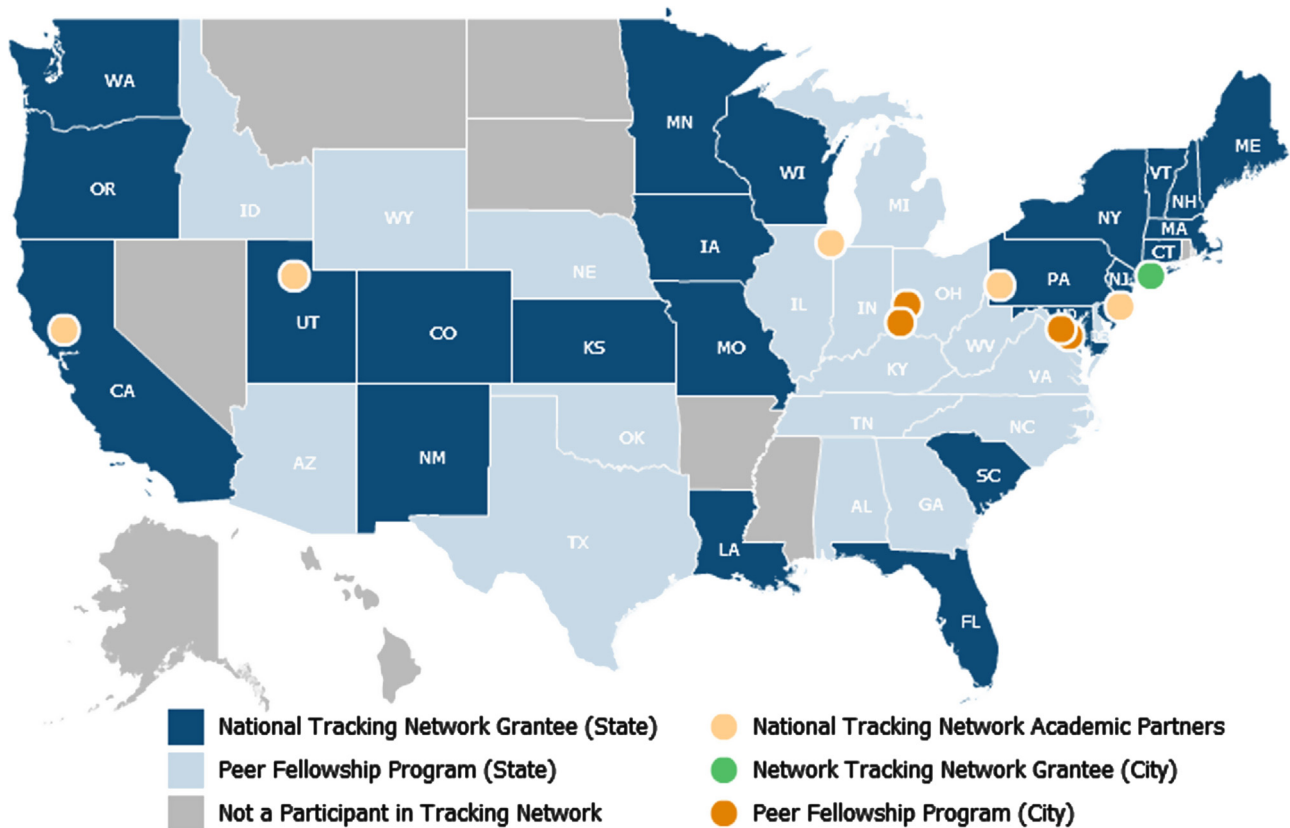 WA
MN
ME
VT
WI
OR
NH
NY
MI
ID
WY
MA
IA
CT
NE
PA
NJ
OH
IL
IN
UT
CO
KS
MO
WV
KY
VA
CA
TN
NC
OK
AZ
NM
SC
AL
GA
TX
LA
FL
National Tracking Network Grantee (State)
Peer Fellowship Program (State)
Not a Participant in Tracking Network
National Tracking Network Academic Partners
Network Tracking Network Grantee (City)
Peer Fellowship Program (City)